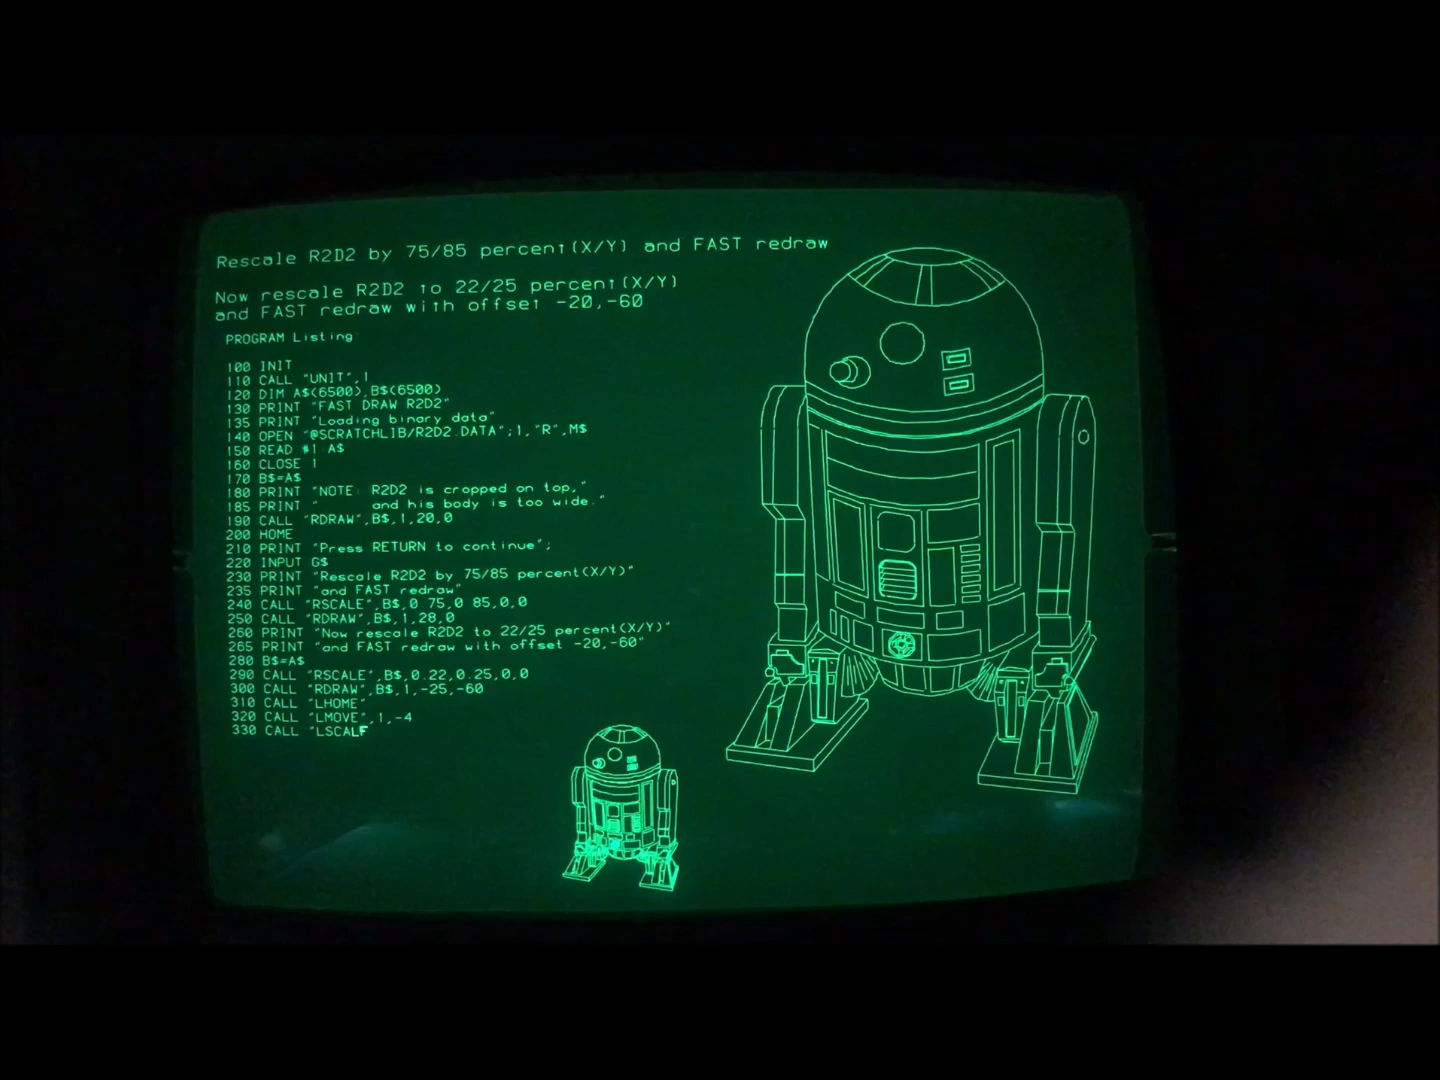 Rescale R2D2 by 75/85 percent(X/Y) and FAST redraw
Now rescale R2D2 to 22/25 percent(X/Y)
and FAST redraw with offset -20,-60
PROGRAM Listing:
100 INIT
110 CALL "UNIT",1
120 DIM A$(6500),B$(6500)
130 PRINT "FAST DRAW R2D2"
135 PRINT "Loading binary data"
140 OPEN "@SCRATCHLIB/R2D2.DATA";1,"R",M$
150 READ #1:A$
160 CLOSE 1
170 B$=A$
180 PRINT "NOTE: R2D2 is cropped on top,"
185 PRINT "      and his body is too wide."
190 CALL "RDRAW",B$,1,20,0
200 HOME
210 PRINT "Press RETURN to continue";
220 INPUT G$
230 PRINT "Rescale R2D2 by 75/85 percent(X/Y)"
235 PRINT "and FAST redraw"
240 CALL "RSCALE",B$,0.75,0.85,0,0
250 CALL "RDRAW",B$,1,28,0
260 PRINT "Now rescale R2D2 to 22/25 percent(X/Y)"
265 PRINT "and FAST redraw with offset -20,-60"
280 B$=A$
290 CALL "RSCALE",B$,0.22,0.25,0,0
300 CALL "RDRAW",B$,1,-25,-60
310 CALL "LHOME"
320 CALL "LMOVE",1,-4
330 CALL "LSCALE